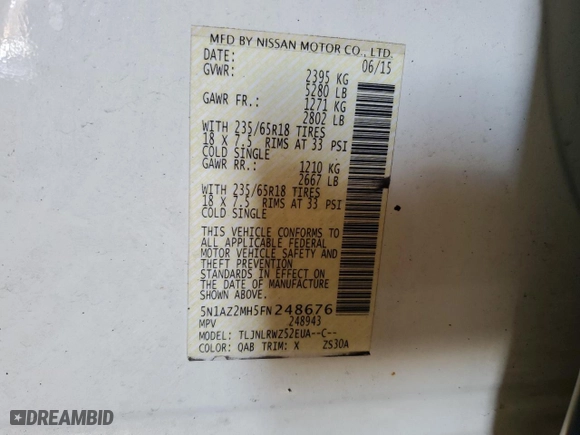 MFD BY NISSAN MOTOR CO., LTD.
DATE: 06/15
GVWR: 2395 KG
5280 LB
GAWR FR.: 1271 KG
2802 LB
WITH 235/65R18 TIRES
18 X 7.5 RIMS AT 33 PSI
COLD SINGLE
GAWR RR.: 1210 KG
2667 LB
WITH 235/65R18 TIRES
18 X 7.5 RIMS AT 33 PSI
COLD SINGLE
THIS VEHICLE CONFORMS TO
ALL APPLICABLE FEDERAL
MOTOR VEHICLE SAFETY AND
THEFT PREVENTION
STANDARDS IN EFFECT ON
THE DATE OF MANUFACTURE
SHOWN ABOVE.
5N1AZ2MH5FN248676
MPV 248943
MODEL: TLJNLRWZ52EUA--C--
COLOR: QAB TRIM: X ZS30A
DREAMBID